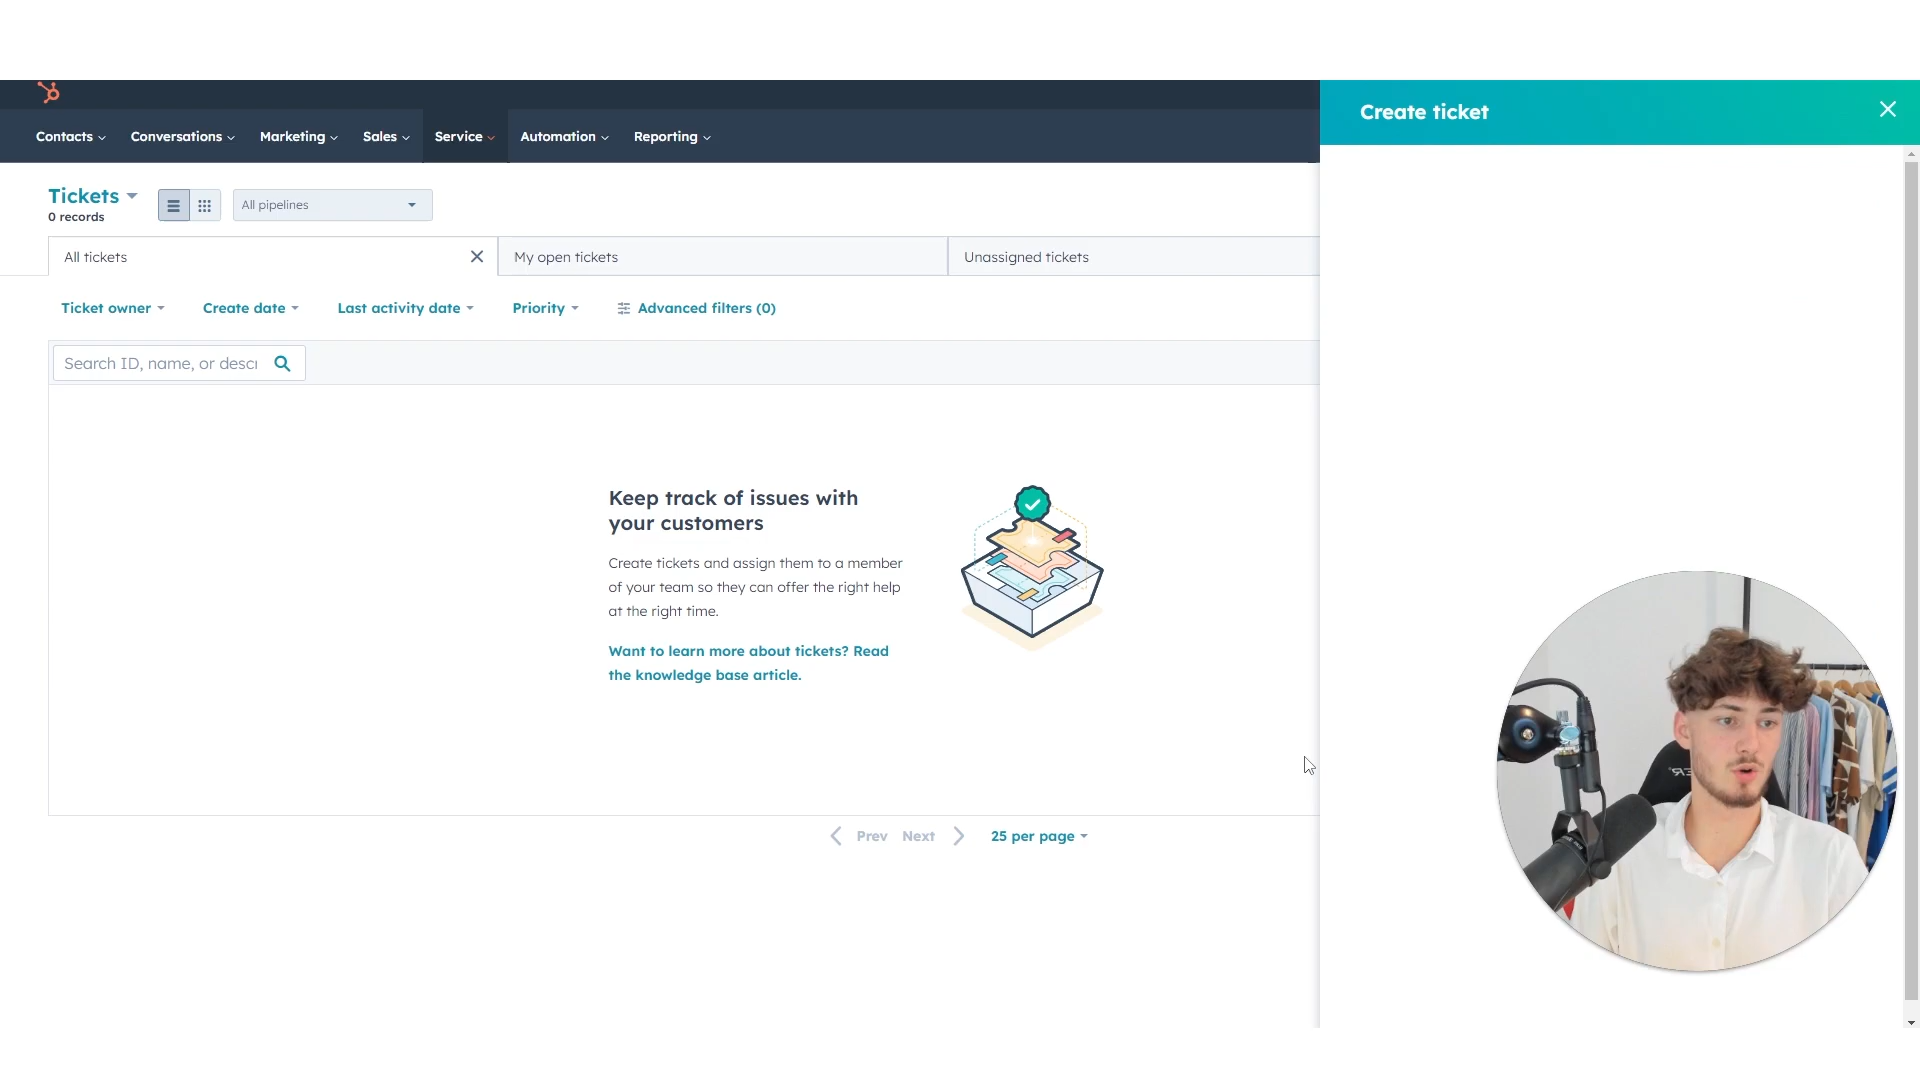 Create ticket
Contacts Conversations Marketing Sales Service Automation Reporting
Tickets
0 records
All pipelines
All tickets My open tickets Unassigned tickets
Ticket owner Create date Last activity date Priority Advanced filters (0)
Search ID, name, or descr
Keep track of issues with
your customers
Create tickets and assign them to a member
of your team so they can offer the right help
at the right time.
Want to learn more about tickets? Read
the knowledge base article.
Prev Next 25 per page